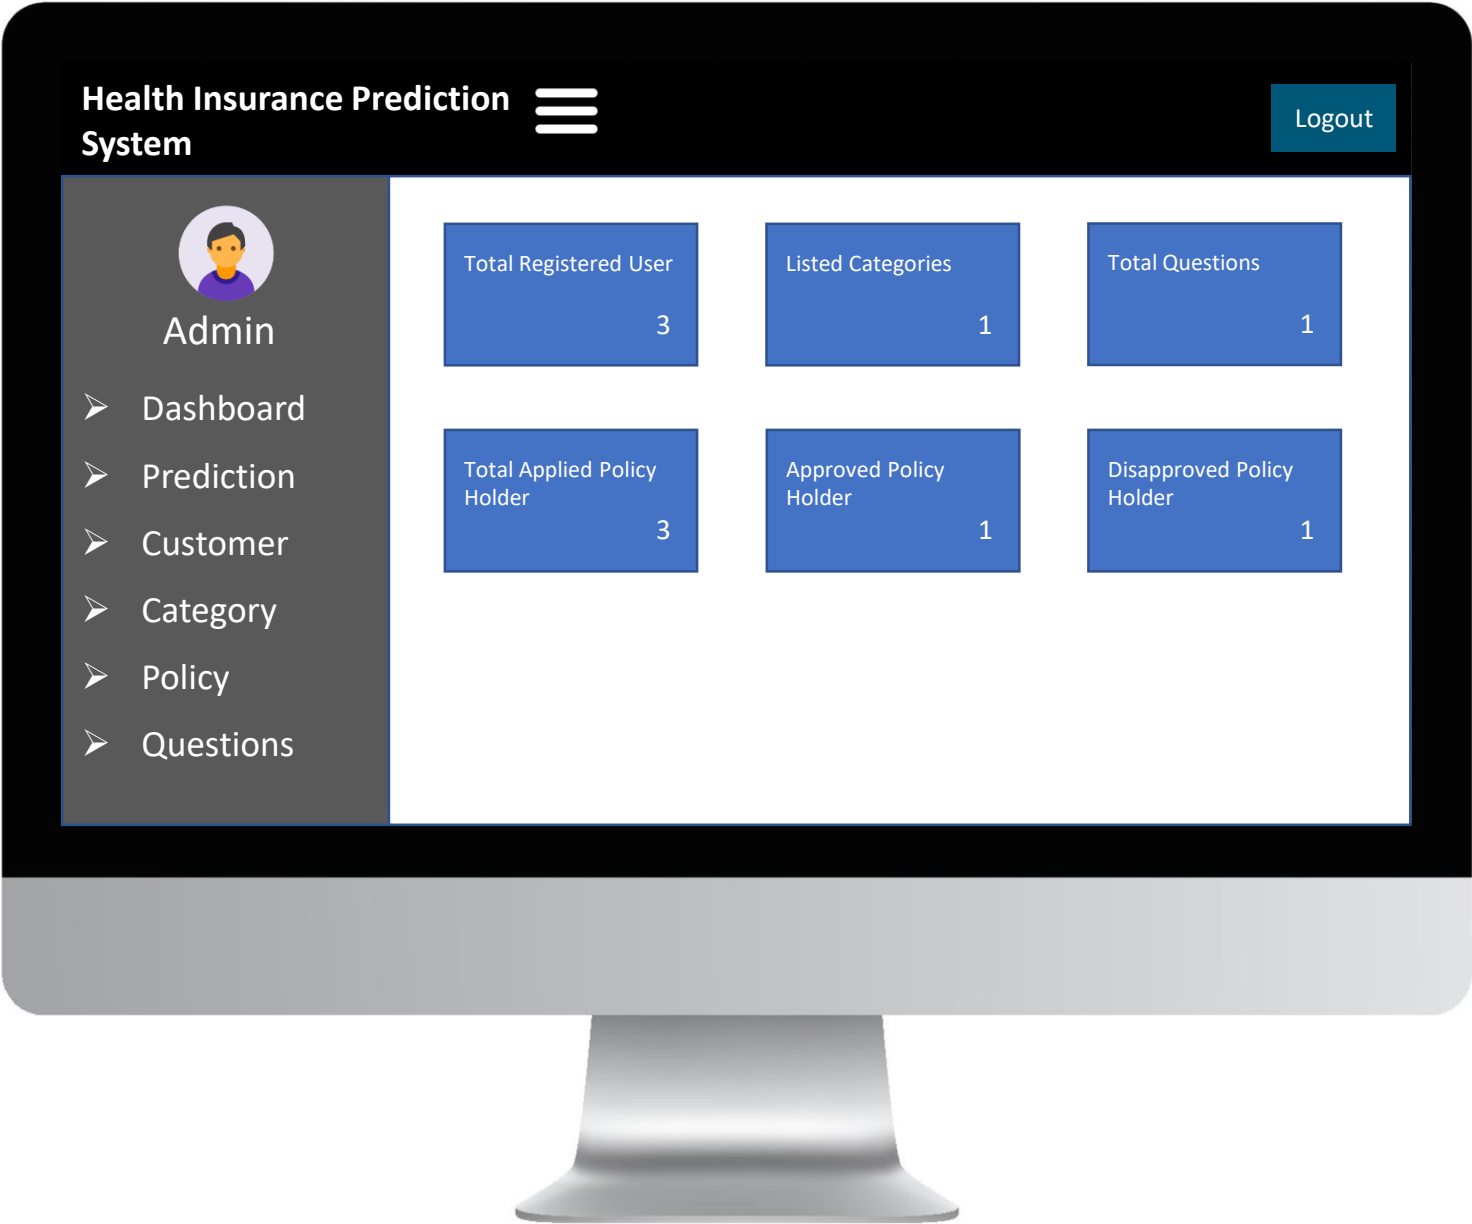 Health Insurance Prediction
System
Logout
Admin
Dashboard
Prediction
Customer
Category
Policy
Questions
Total Registered User
3
Listed Categories
1
Total Questions
1
Total Applied Policy
Holder
3
Approved Policy
Holder
1
Disapproved Policy
Holder
1